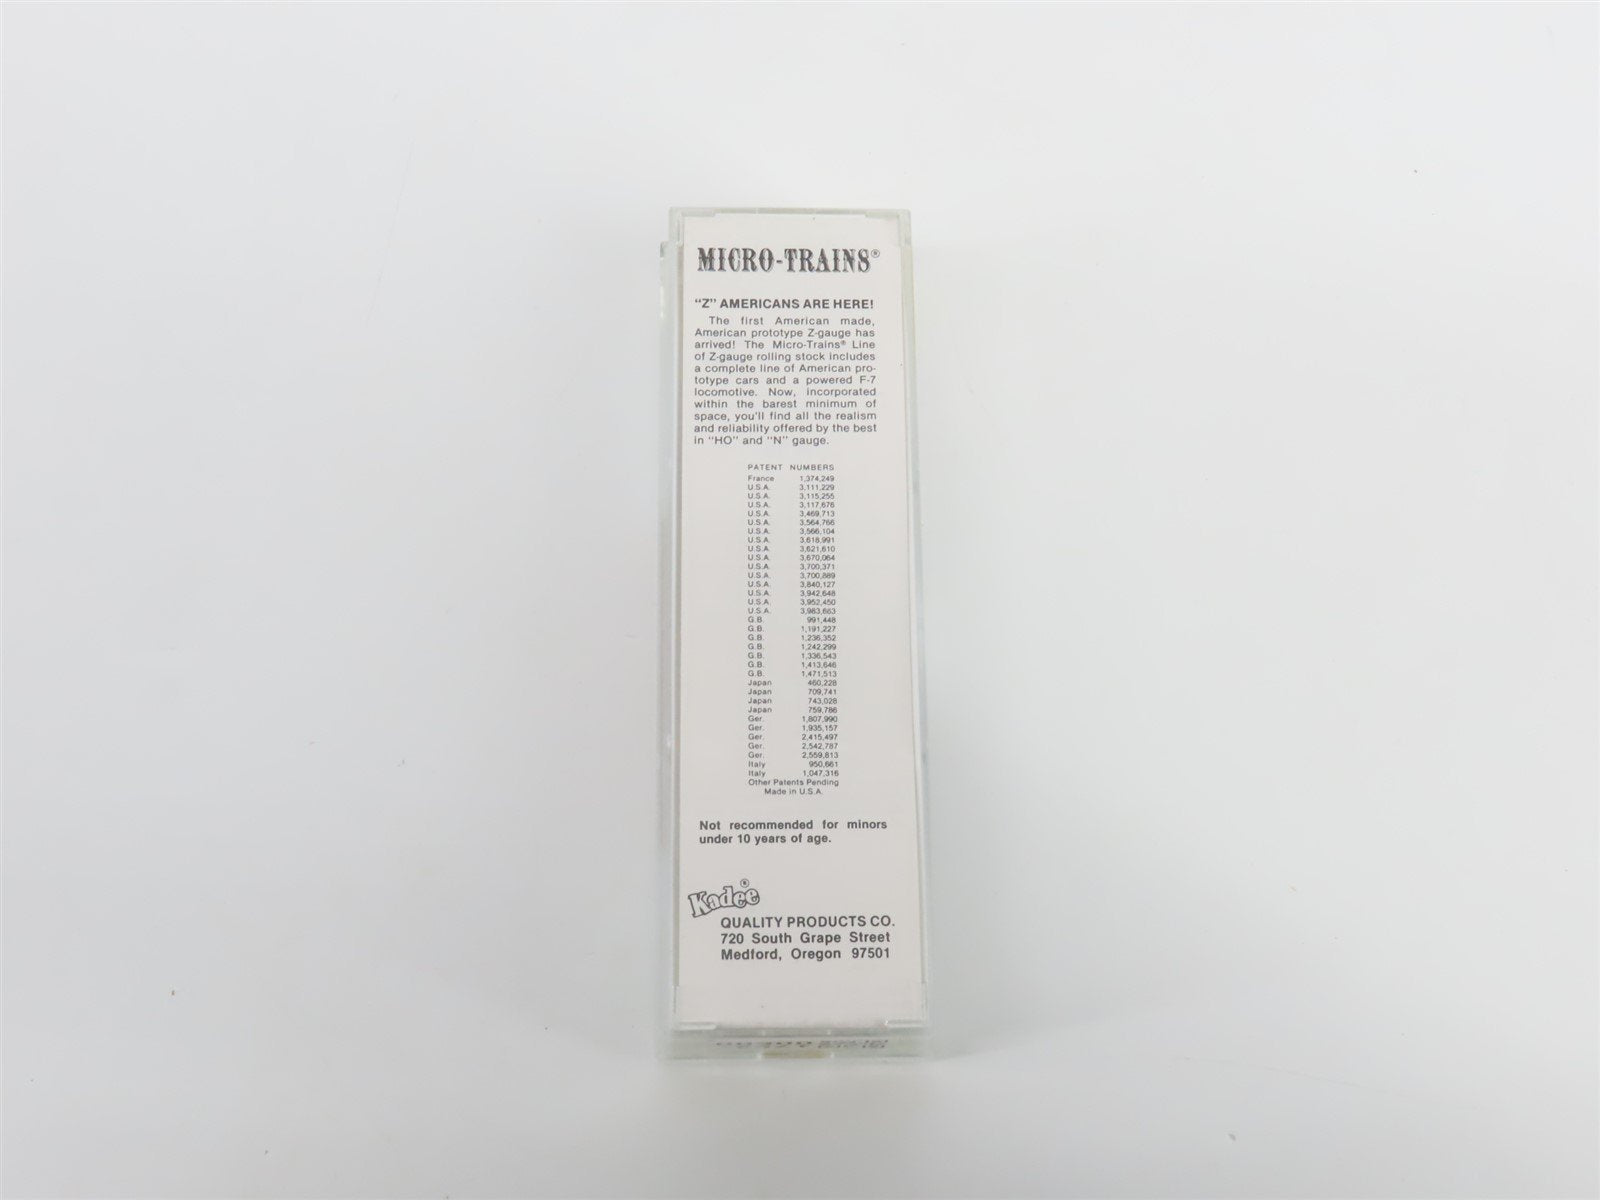 MICRO-TRAINS®
"Z" AMERICANS ARE HERE!
The first American made,
American prototype Z-gauge has
arrived! The Micro-Trains® Line
of Z-gauge rolling stock includes
a complete line of American pro-
totype cars and a powered F-7
locomotive. Now, incorporated
within the barest minimum of
space, you'll find all the realism
and reliability offered by the best
in "HO" and "N" gauge.
PATENT NUMBERS
France 1,374,249
U.S.A. 3,111,229
U.S.A. 3,115,255
U.S.A. 3,117,676
U.S.A. 3,469,713
U.S.A. 3,564,766
U.S.A. 3,566,104
U.S.A. 3,618,991
U.S.A. 3,621,610
U.S.A. 3,670,064
U.S.A. 3,700,371
U.S.A. 3,700,889
U.S.A. 3,840,127
U.S.A. 3,942,648
U.S.A. 3,952,450
U.S.A. 3,983,663
G.B. 991,448
G.B. 1,191,227
G.B. 1,236,352
G.B. 1,242,299
G.B. 1,336,543
G.B. 1,413,646
G.B. 1,471,513
Japan 460,228
Japan 709,741
Japan 743,028
Japan 759,786
Ger. 1,807,990
Ger. 1,935,157
Ger. 2,415,497
Ger. 2,542,787
Ger. 2,559,813
Italy 950,661
Italy 1,047,316
Other Patents Pending
Made in U.S.A.
Not recommended for minors
under 10 years of age.
Kadee®
QUALITY PRODUCTS CO.
720 South Grape Street
Medford, Oregon 97501